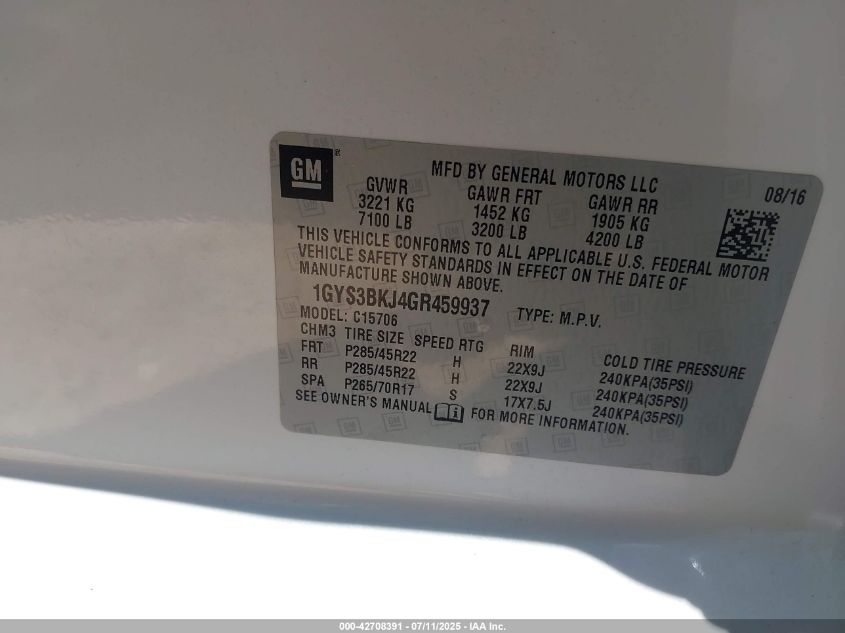 GM ®
MFD BY GENERAL MOTORS LLC
08/16
GVWR GAWR FRT GAWR RR
3221 KG 1452 KG 1905 KG
7100 LB 3200 LB 4200 LB
THIS VEHICLE CONFORMS TO ALL APPLICABLE U.S. FEDERAL MOTOR
VEHICLE SAFETY STANDARDS IN EFFECT ON THE DATE OF
MANUFACTURE SHOWN ABOVE.
1GYS3BKJ4GR459937 TYPE: M.P.V.
MODEL: C15706
CHM3 TIRE SIZE SPEED RTG RIM COLD TIRE PRESSURE
FRT P285/45R22 H 22X9J 240KPA(35PSI)
RR P285/45R22 H 22X9J 240KPA(35PSI)
SPA P265/70R17 S 17X7.5J 240KPA(35PSI)
SEE OWNER'S MANUAL FOR MORE INFORMATION.
000-42708391 - 07/11/2025 - IAA Inc.